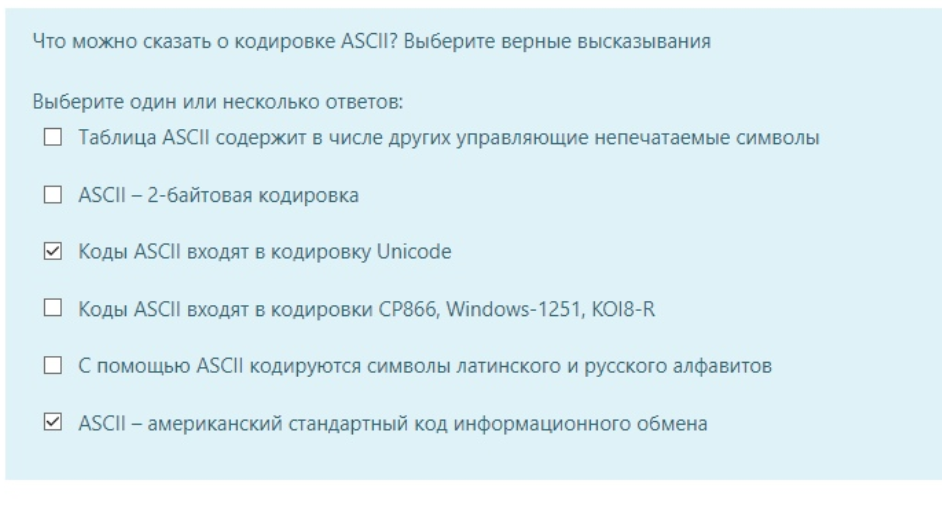 Что можно сказать о кодировке ASCII? Выберите верные высказывания
Выберите один или несколько ответов:
Таблица ASCII содержит в числе других управляющие непечатаемые символы
ASCII – 2-байтовая кодировка
Коды ASCII входят в кодировку Unicode
Коды ASCII входят в кодировки CP866, Windows-1251, KOI8-R
С помощью ASCII кодируются символы латинского и русского алфавитов
ASCII – американский стандартный код информационного обмена